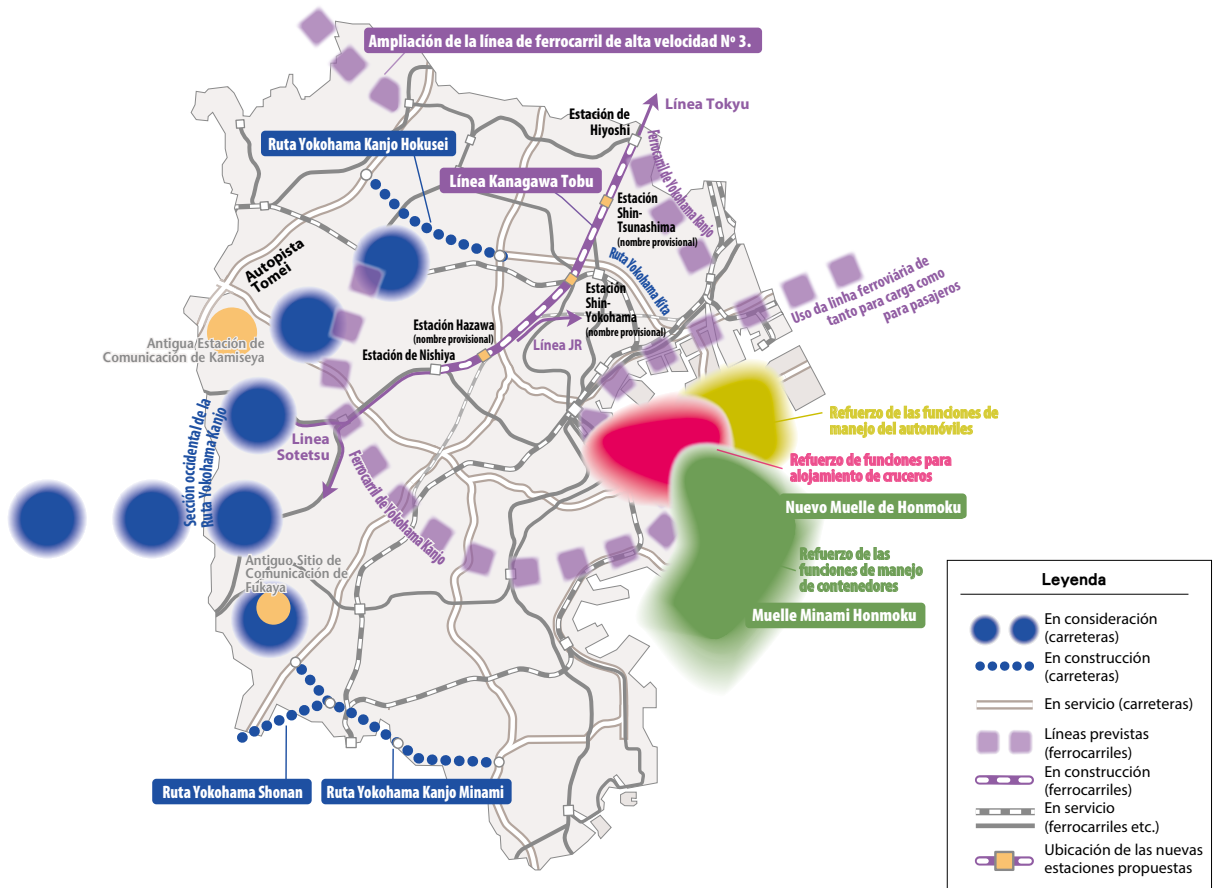 Ampliación de la línea de ferrocarril de alta velocidad Nº 3.
Línea Tokyu
Estación de
Hiyoshi
Ruta Yokohama Kanjo Hokusei
Ferrocarril de Yokohama Kanjo
Línea Kanagawa Tobu
Estación
Shin-
Tsunashima
(nombre provisional)
Autopista
Tomei
Ruta Yokohama Kita
Uso da linha ferroviária de
tanto para carga como
para pasajeros
Estación
Shin-
Yokohama
(nombre provisional)
Estación Hazawa
(nombre provisional)
Línea JR
Antigua Estación de
Comunicación de Kamiseya
Estación de Nishiya
Sección occidental de la
Ruta Yokohama Kanjo
Linea
Sotetsu
Ferrocarril de Yokohama Kanjo
Refuerzo de las funciones de
manejo del automóviles
Refuerzo de funciones para
alojamiento de cruceros
Nuevo Muelle de Honmoku
Refuerzo de las
funciones de manejo
de contenedores
Muelle Minami Honmoku
Antiguo Sitio de
Comunicación de
Fukaya
Ruta Yokohama Shonan
Ruta Yokohama Kanjo Minami
Leyenda
En consideración
(carreteras)
En construcción
(carreteras)
En servicio (carreteras)
Líneas previstas
(ferrocarriles)
En construcción
(ferrocarriles)
En servicio
(ferrocarriles etc.)
Ubicación de las nuevas
estaciones propuestas